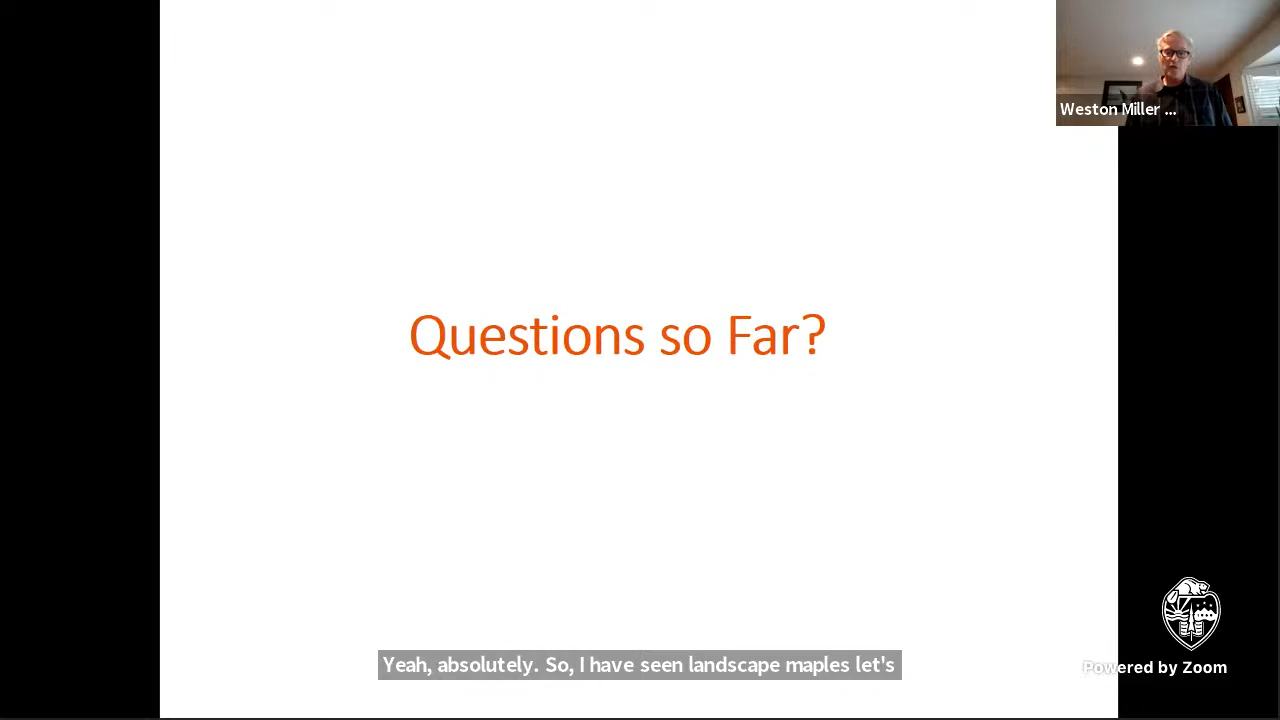 Weston Miller ...
Questions so Far?
Yeah, absolutely. So, I have seen landscape maples let's
Powered by Zoom